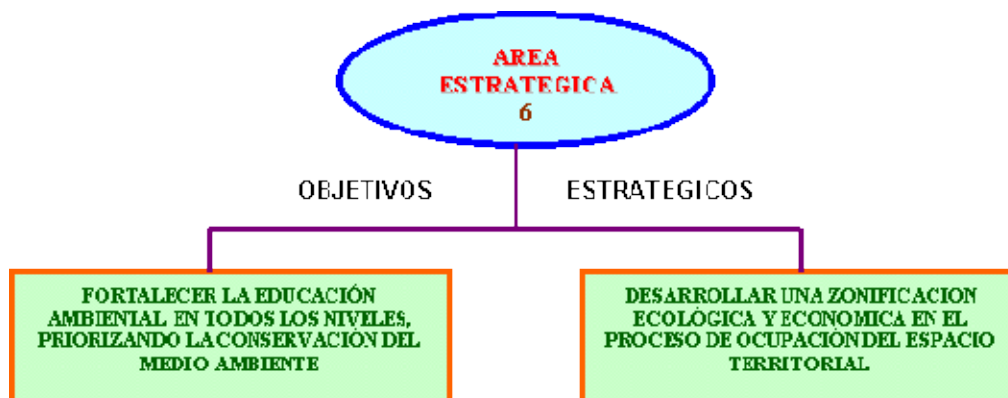 AREA
ESTRATEGICA
6
OBJETIVOS ESTRATEGICOS
FORTALECER LA EDUCACIÓN
AMBIENTAL EN TODOS LOS NIVELES,
PRIORIZANDO LA CONSERVACIÓN DEL
MEDIO AMBIENTE
DESARROLLAR UNA ZONIFICACION
ECOLÓGICA Y ECONOMICA EN EL
PROCESO DE OCUPACIÓN DEL ESPACIO
TERRITORIAL